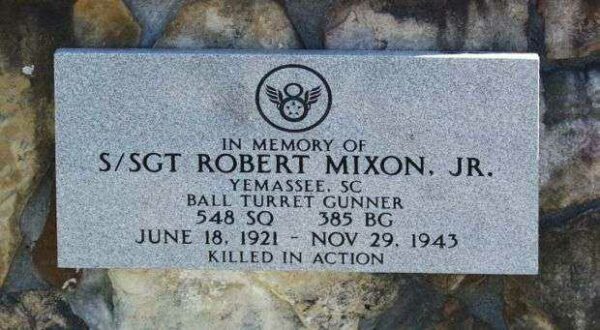 IN MEMORY OF
S/SGT ROBERT MIXON, JR.
YEMASSEE, SC
BALL TURRET GUNNER
548 SQ 385 BG
JUNE 18, 1921 - NOV 29, 1943
KILLED IN ACTION